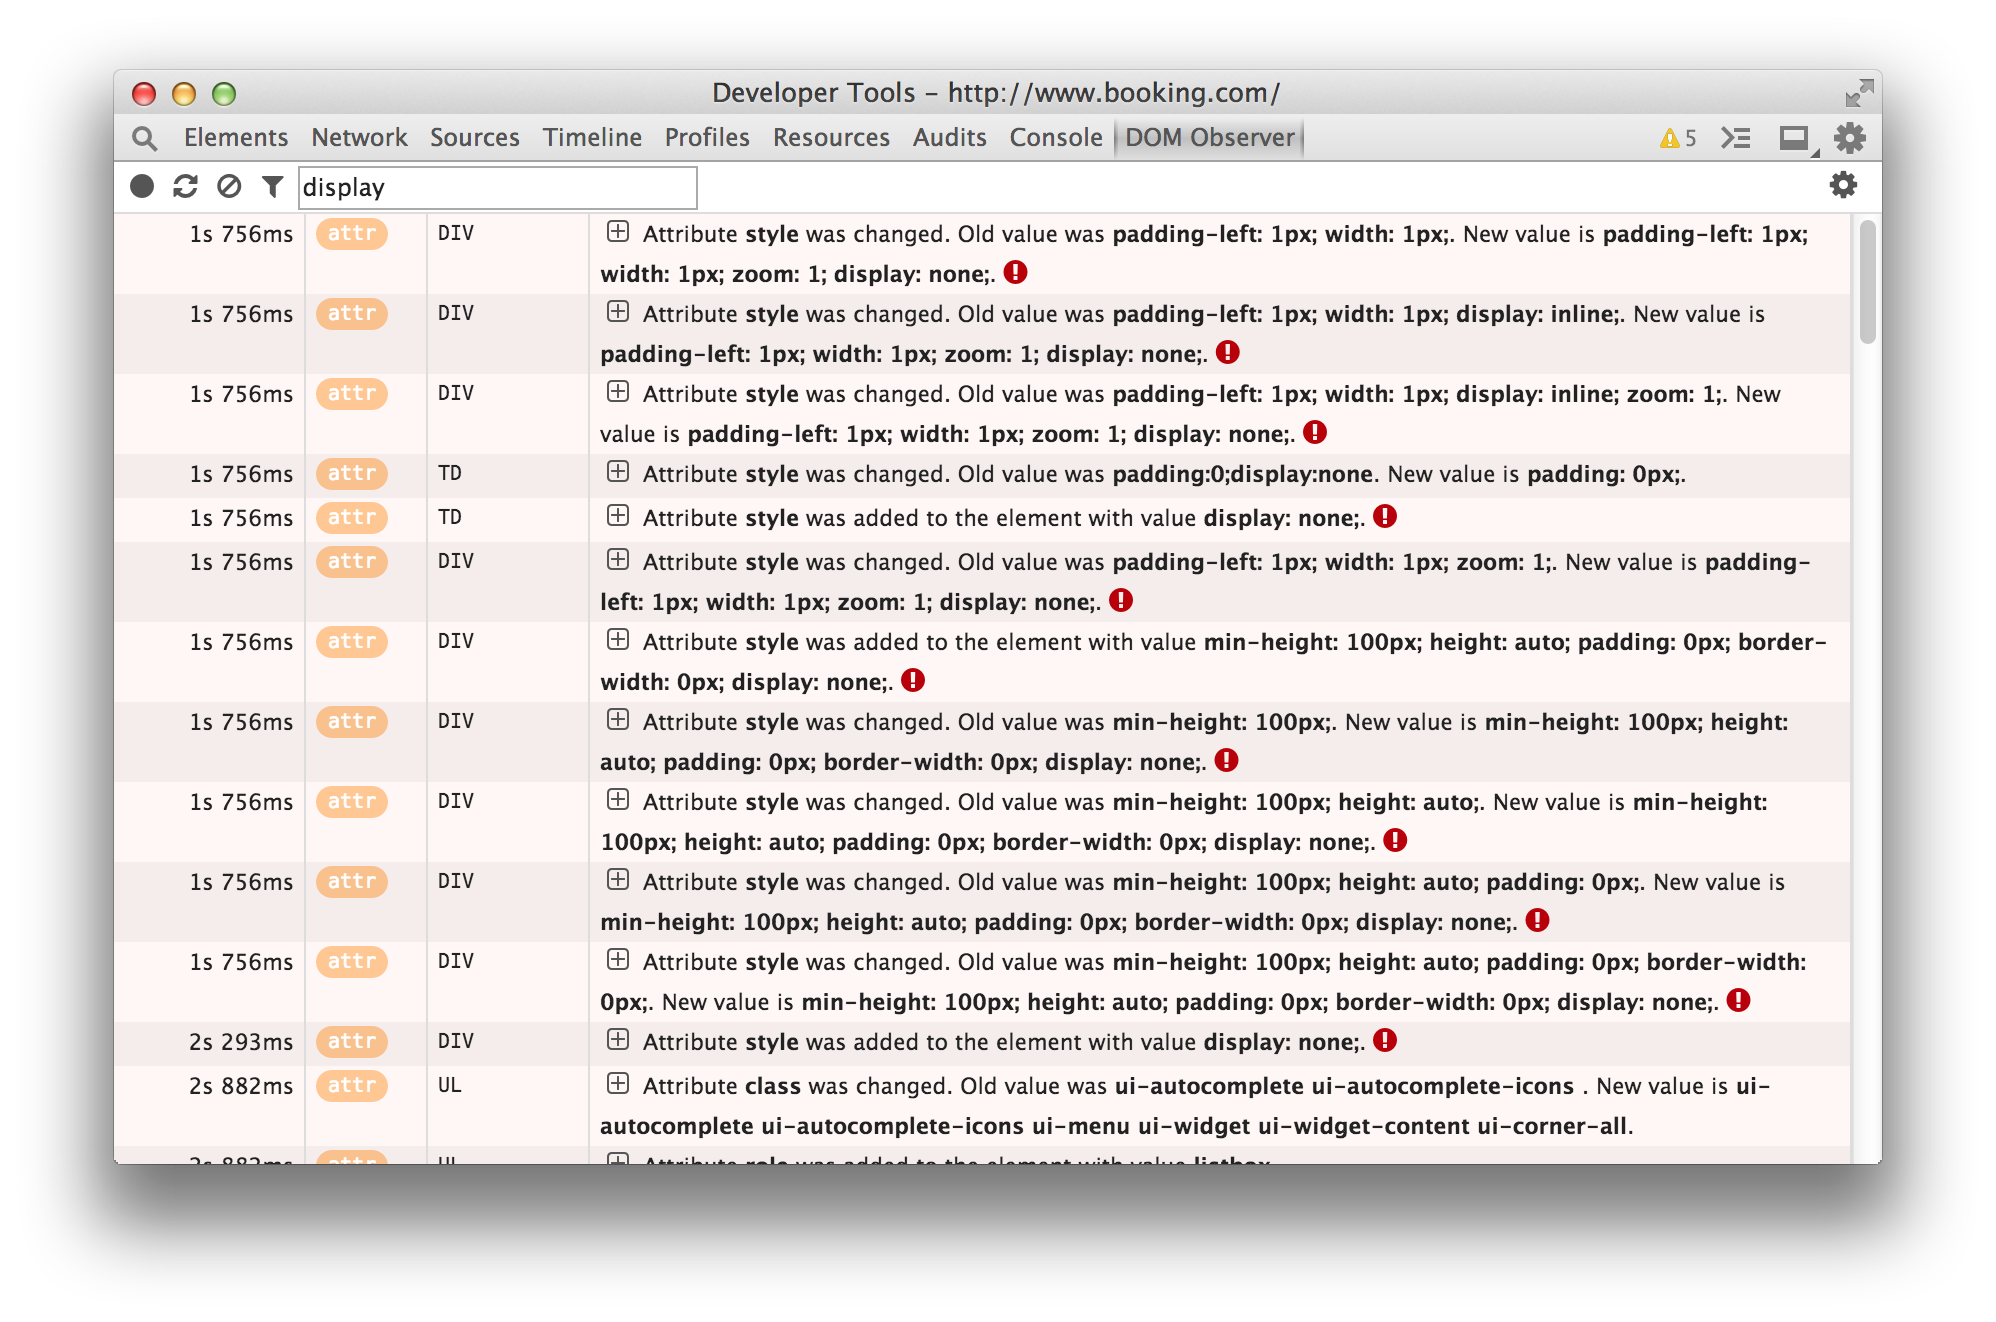 Developer Tools – http://www.booking.com/
Elements Network Sources Timeline Profiles Resources Audits Console DOM Observer 5
display
1s 756ms attr DIV Attribute style was changed. Old value was padding-left: 1px; width: 1px;. New value is padding-left: 1px;
width: 1px; zoom: 1; display: none;.
1s 756ms attr DIV Attribute style was changed. Old value was padding-left: 1px; width: 1px; display: inline;. New value is
padding-left: 1px; width: 1px; zoom: 1; display: none;.
1s 756ms attr DIV Attribute style was changed. Old value was padding-left: 1px; width: 1px; display: inline; zoom: 1;. New
value is padding-left: 1px; width: 1px; zoom: 1; display: none;.
1s 756ms attr TD Attribute style was changed. Old value was padding:0;display:none. New value is padding: 0px;.
1s 756ms attr TD Attribute style was added to the element with value display: none;.
1s 756ms attr DIV Attribute style was changed. Old value was padding-left: 1px; width: 1px; zoom: 1;. New value is padding-
left: 1px; width: 1px; zoom: 1; display: none;.
1s 756ms attr DIV Attribute style was added to the element with value min-height: 100px; height: auto; padding: 0px; border-
width: 0px; display: none;.
1s 756ms attr DIV Attribute style was changed. Old value was min-height: 100px;. New value is min-height: 100px; height:
auto; padding: 0px; border-width: 0px; display: none;.
1s 756ms attr DIV Attribute style was changed. Old value was min-height: 100px; height: auto;. New value is min-height:
100px; height: auto; padding: 0px; border-width: 0px; display: none;.
1s 756ms attr DIV Attribute style was changed. Old value was min-height: 100px; height: auto; padding: 0px;. New value is
min-height: 100px; height: auto; padding: 0px; border-width: 0px; display: none;.
1s 756ms attr DIV Attribute style was changed. Old value was min-height: 100px; height: auto; padding: 0px; border-width:
0px;. New value is min-height: 100px; height: auto; padding: 0px; border-width: 0px; display: none;.
2s 293ms attr DIV Attribute style was added to the element with value display: none;.
2s 882ms attr UL Attribute class was changed. Old value was ui-autocomplete ui-autocomplete-icons . New value is ui-
autocomplete ui-autocomplete-icons ui-menu ui-widget ui-widget-content ui-corner-all.
2s 882ms attr UL Attribute role was added to the element with value listbox.